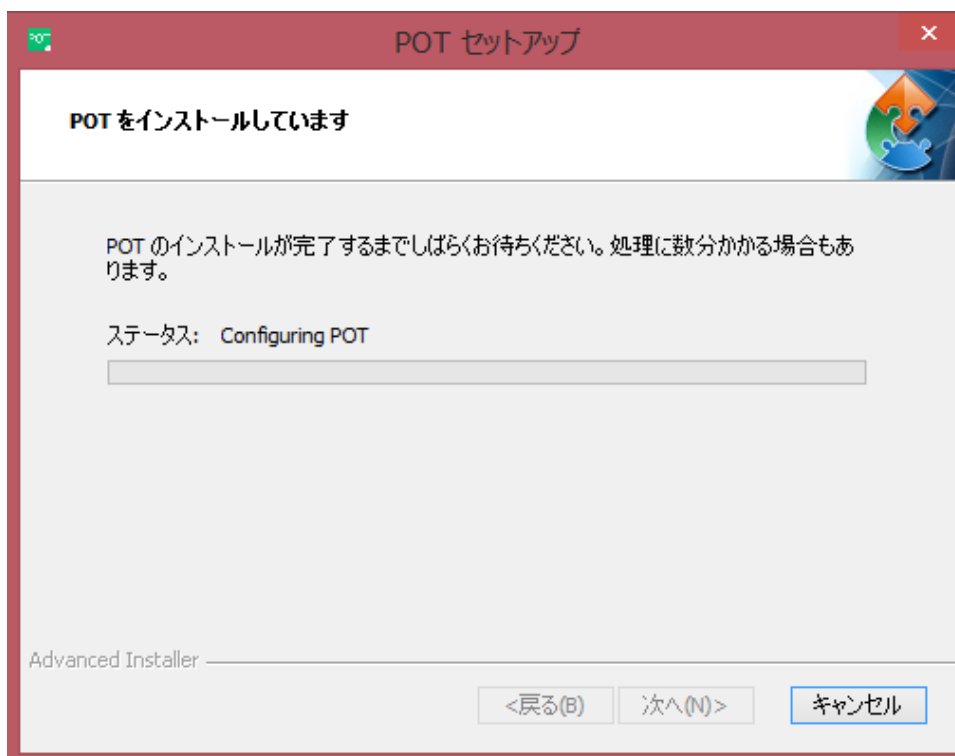 POT
POT セットアップ
POT をインストールしています
POT のインストールが完了するまでしばらくお待ちください。処理に数分かかる場合もあ
ります。
ステータス: Configuring POT
Advanced Installer
<戻る(B) 次へ(N)> キャンセル